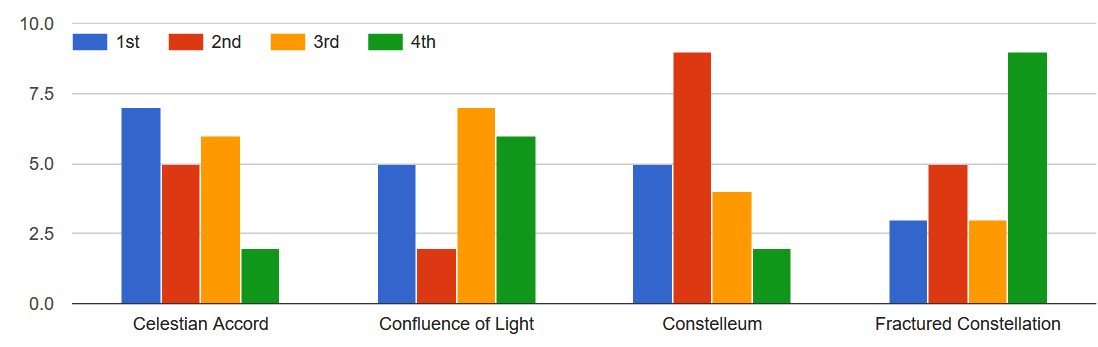 10.0
1st 2nd 3rd 4th
7.5
5.0
2.5
0.0
Celestian Accord Confluence of Light Constelleum Fractured Constellation